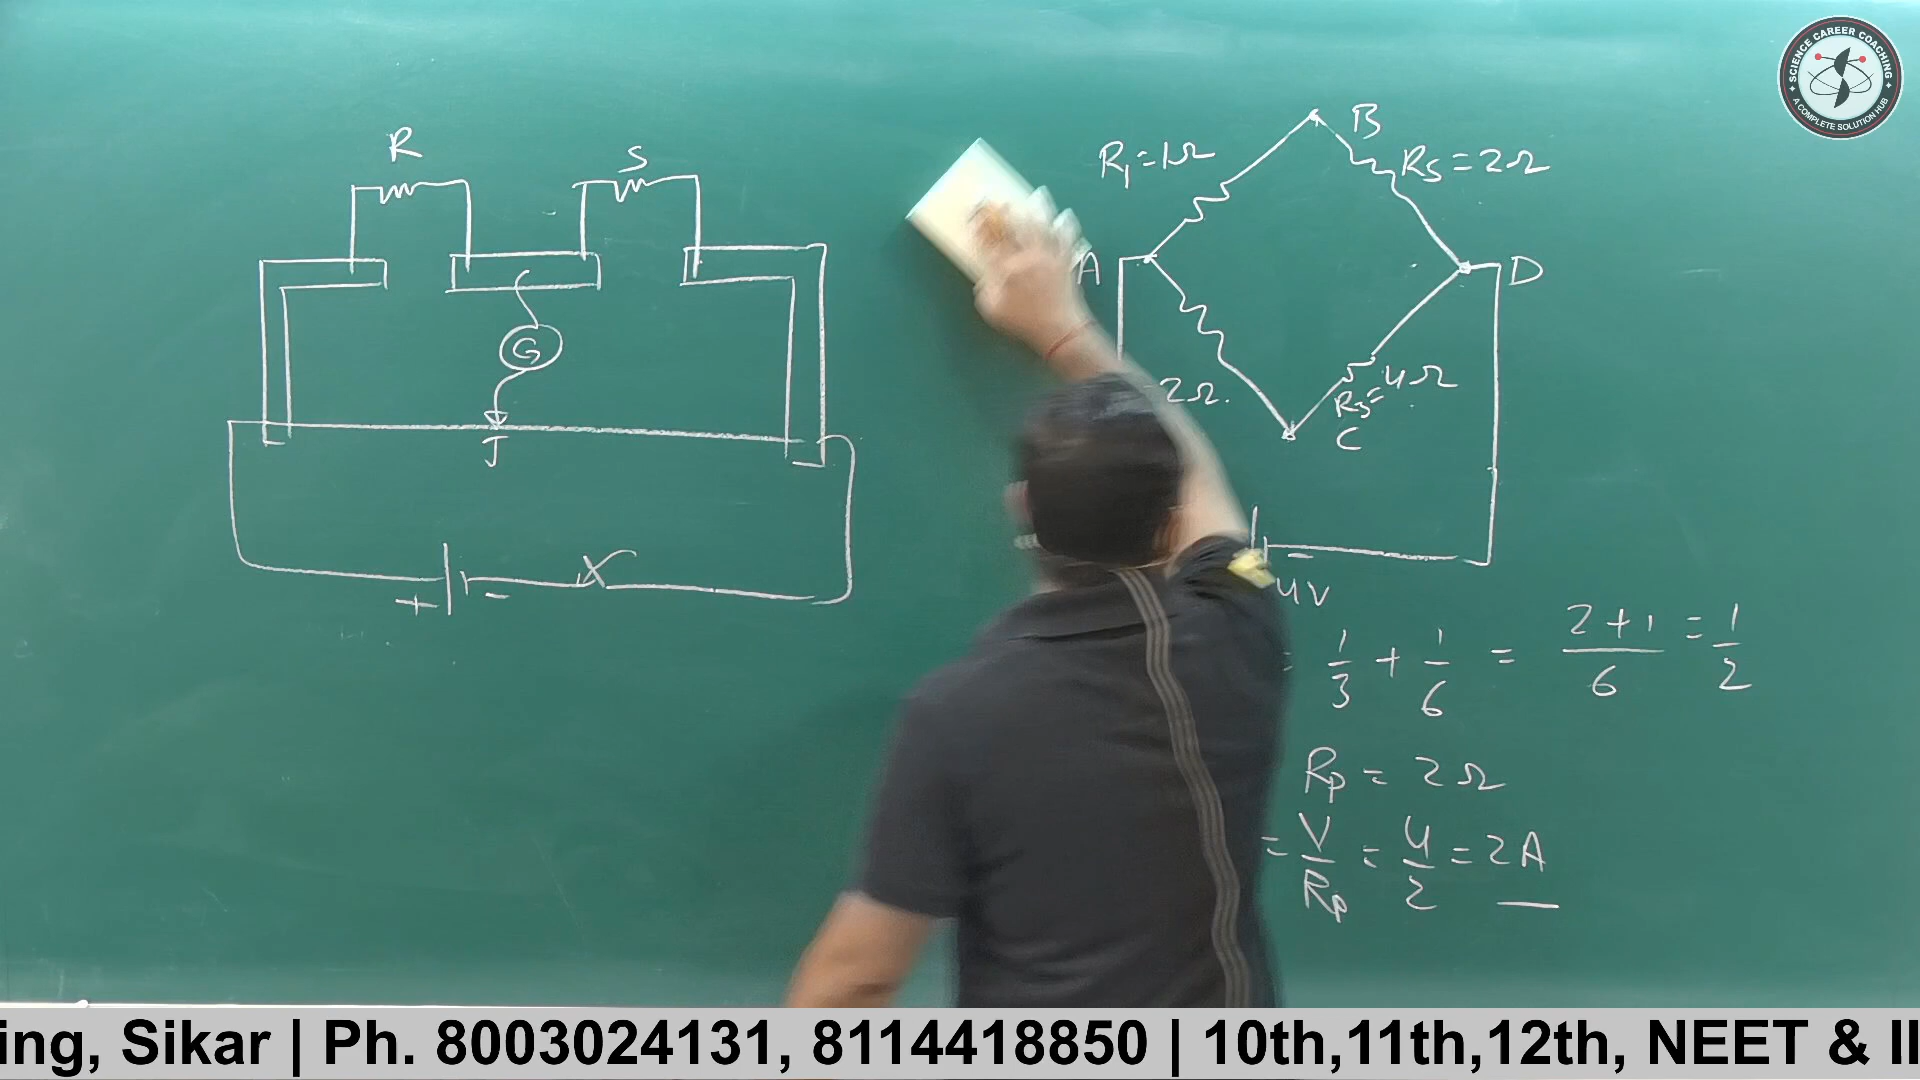 SCIENCE CAREER COACHING
A COMPLETE SOLUTION HUB
R
S
G
J
+
-
B
R₁=1Ω
R₅=2Ω
A
D
2Ω.
R₃=4Ω
C
-
4V
= 1/3 + 1/6 = 2+1/6 = 1/2
Rp = 2Ω
= V/Rp = 4/2 = 2A
ing, Sikar | Ph. 8003024131, 8114418850 | 10th,11th,12th, NEET & II